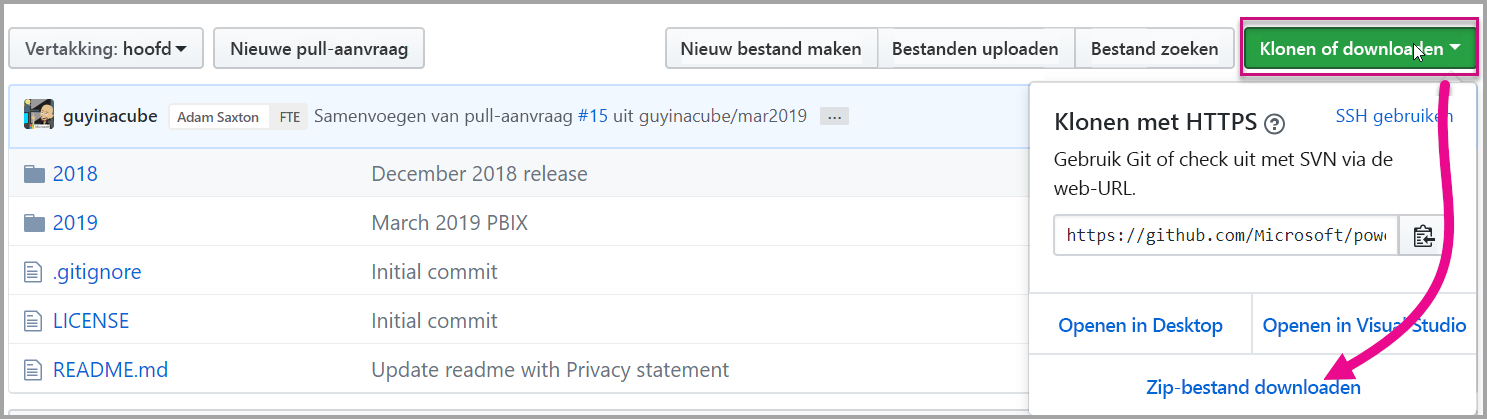 Vertakking: hoofd
Nieuwe pull-aanvraag
Nieuw bestand maken
Bestanden uploaden
Bestand zoeken
Klonen of downloaden
guyinacube Adam Saxton FTE Samenvoegen van pull-aanvraag #15 uit guyinacube/mar2019 ...
2018 December 2018 release
2019 March 2019 PBIX
.gitignore Initial commit
LICENSE Initial commit
README.md Update readme with Privacy statement
Klonen met HTTPS ?
SSH gebruiken
Gebruik Git of check uit met SVN via de
web-URL.
https://github.com/Microsoft/pow
Openen in Desktop
Openen in Visual Studio
Zip-bestand downloaden